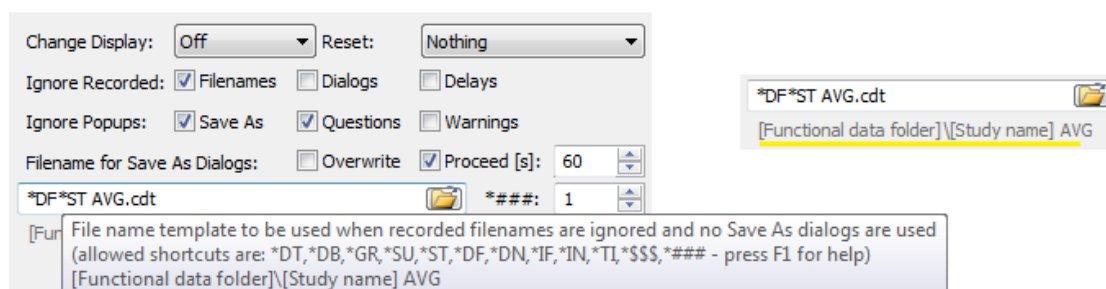 Change Display: Off Reset: Nothing
Ignore Recorded: Filenames Dialogs Delays
Ignore Popups: Save As Questions Warnings
Filename for Save As Dialogs: Overwrite Proceed [s]: 60
*DF*ST AVG.cdt *###: 1
[Fun
File name template to be used when recorded filenames are ignored and no Save As dialogs are used
(allowed shortcuts are: *DT,*DB,*GR,*SU,*ST,*DF,*DN,*IF,*IN,*TI,*$$$,*### - press F1 for help)
[Functional data folder]\[Study name] AVG
*DF*ST AVG.cdt
[Functional data folder]\[Study name] AVG